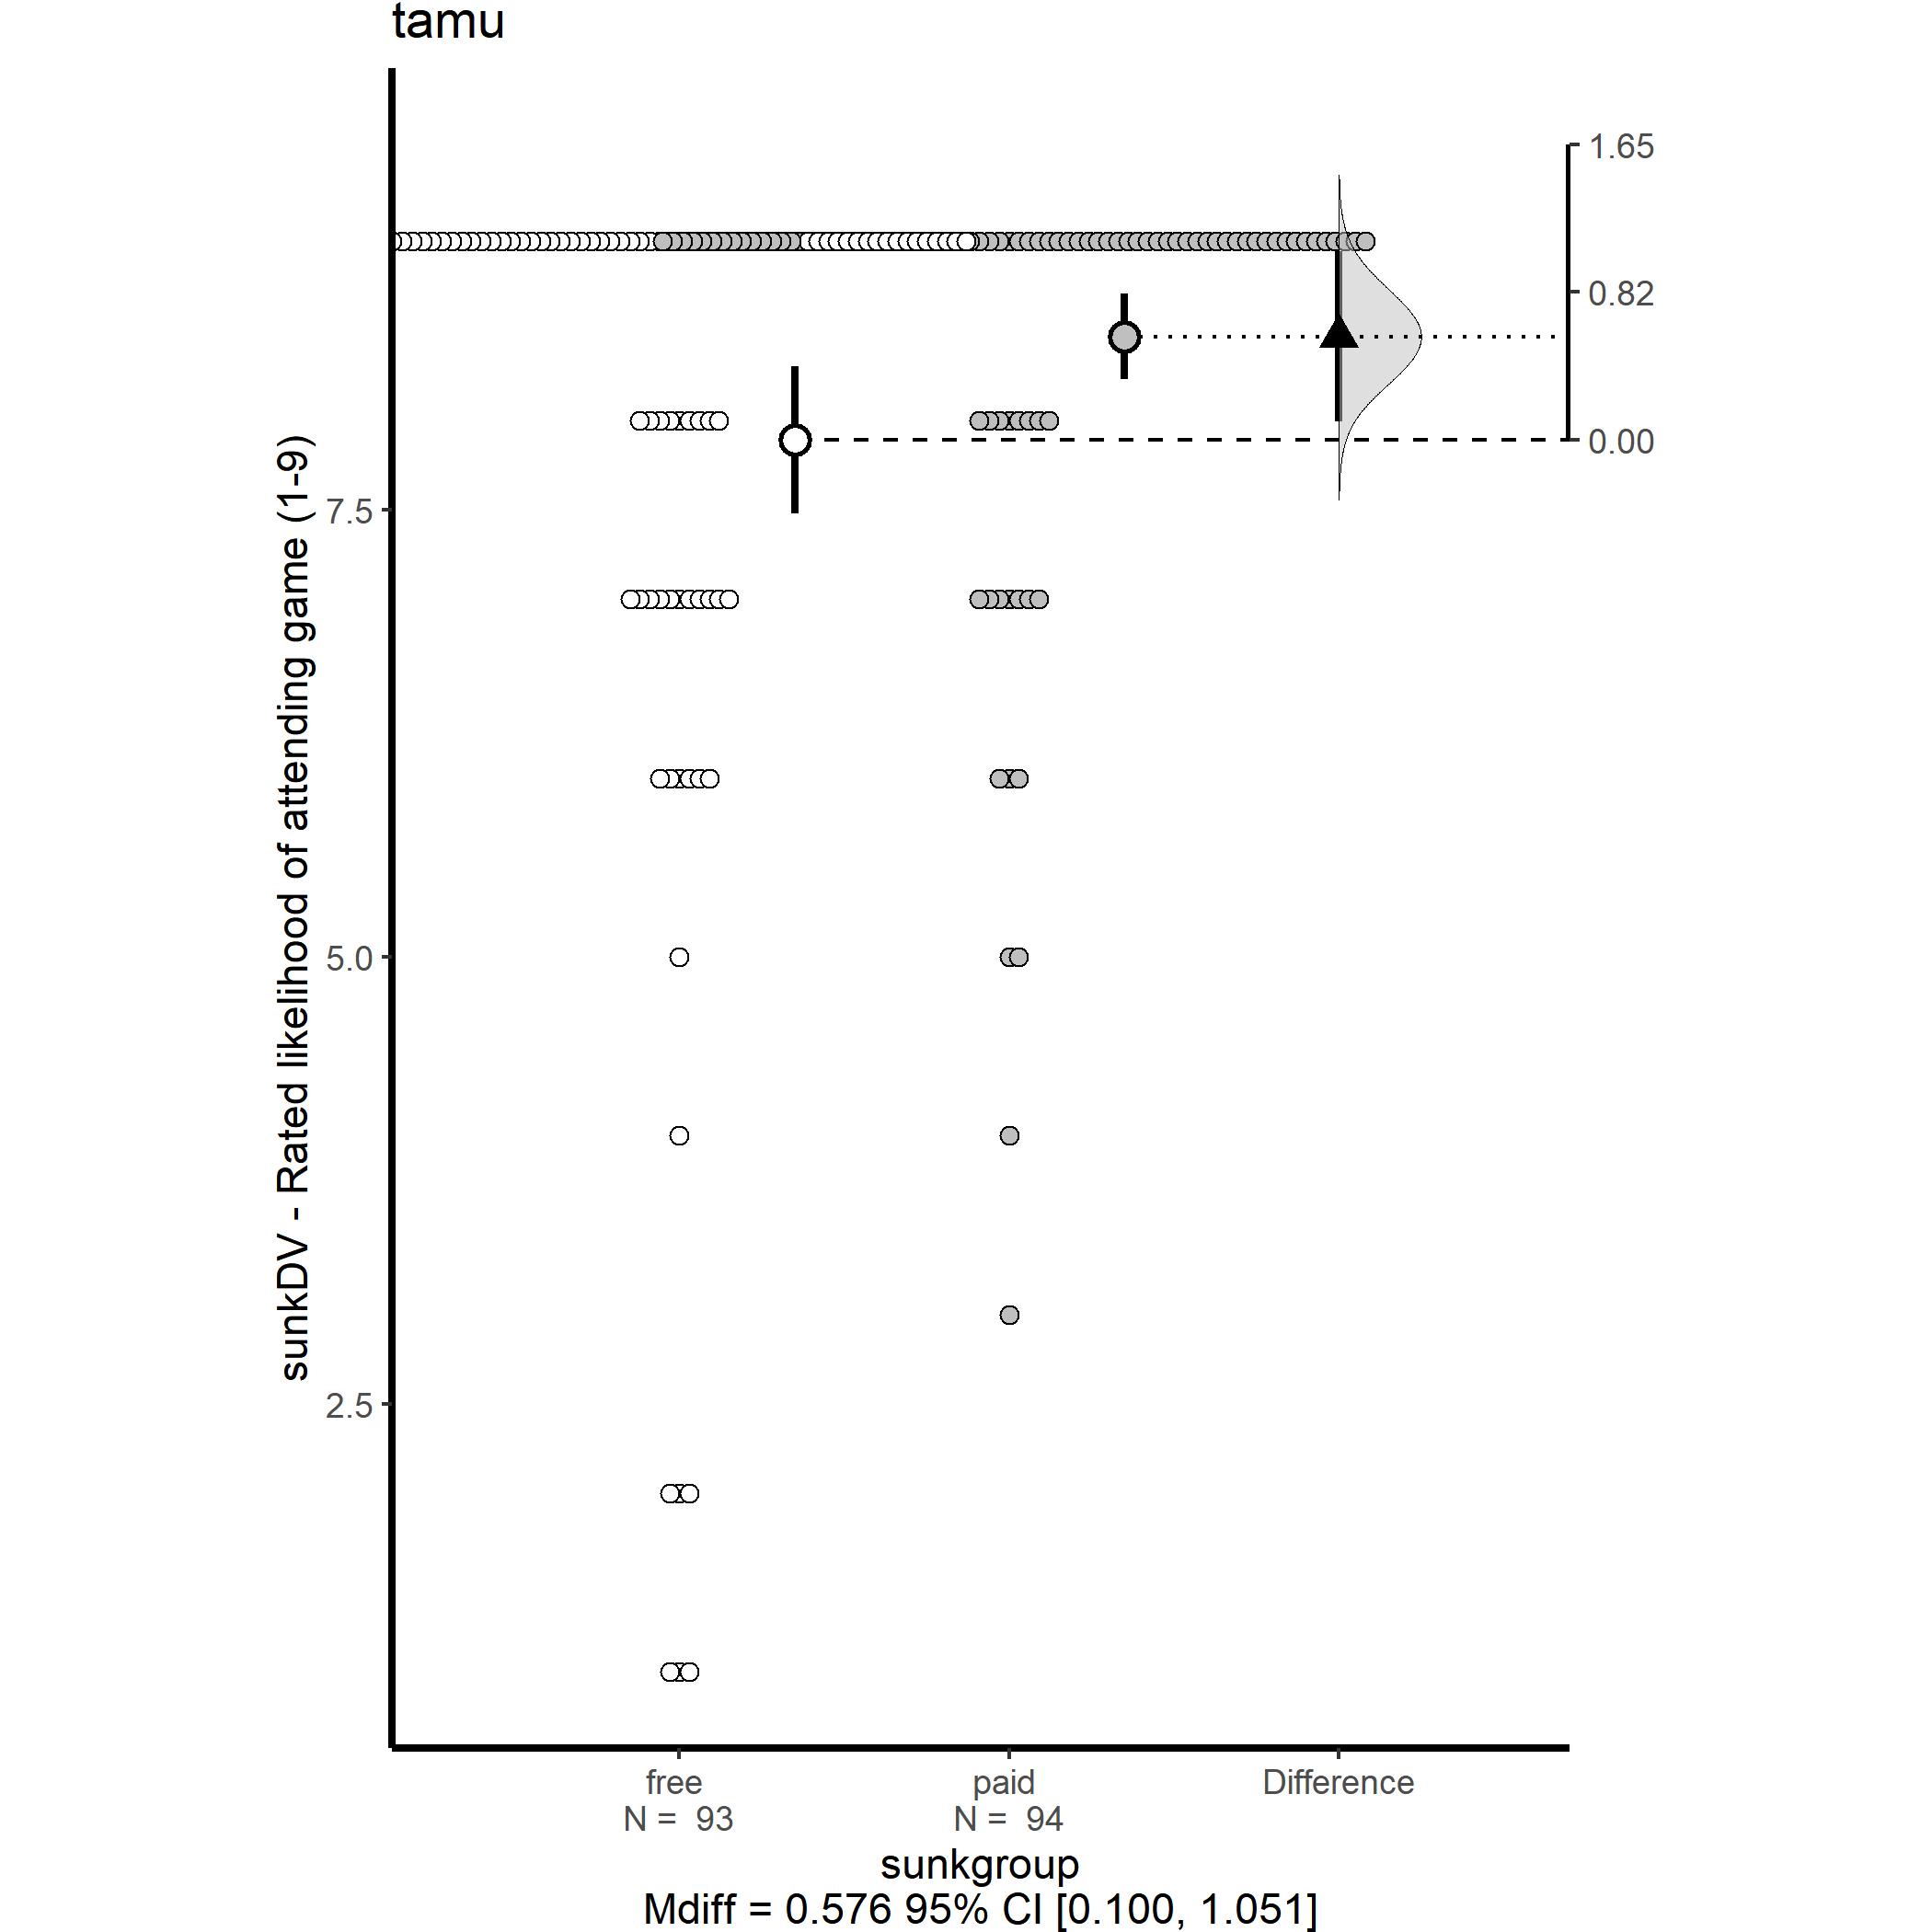 tamu
1.65
0.82
0.00
sunkDV - Rated likelihood of attending game (1-9)
7.5
5.0
2.5
free
N =  93
paid
N =  94
Difference
sunkgroup
Mdiff = 0.576 95% CI [0.100, 1.051]